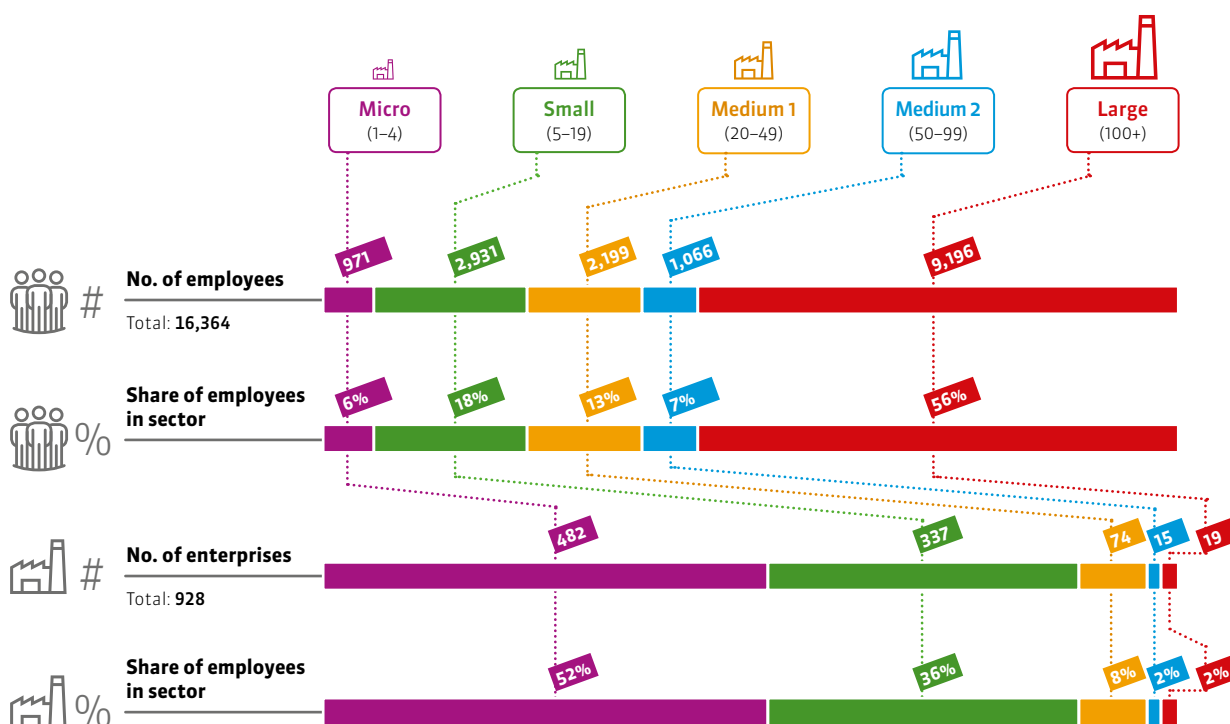 Micro
(1–4)
Small
(5–19)
Medium 1
(20–49)
Medium 2
(50–99)
Large
(100+)
971
2,931
2,199
1,066
9,196
#
No. of employees
Total: 16,364
6%
18%
13%
7%
56%
%
Share of employees
in sector
482
337
74
15
19
#
No. of enterprises
Total: 928
52%
36%
8%
2%
2%
%
Share of employees
in sector